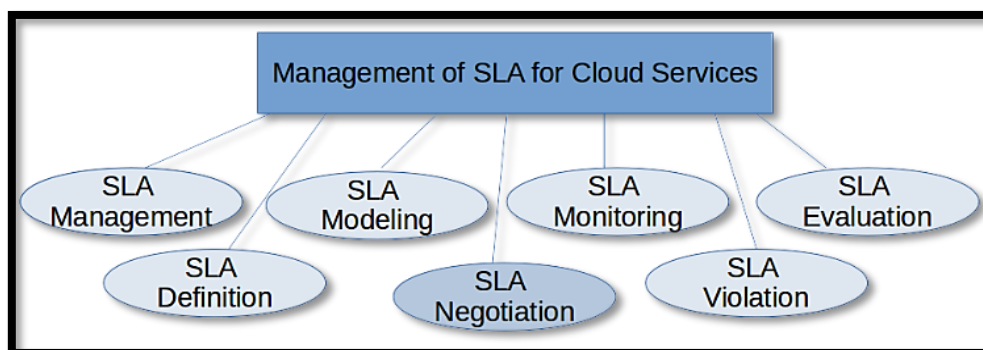 Management of SLA for Cloud Services
SLA
Management
SLA
Modeling
SLA
Monitoring
SLA
Evaluation
SLA
Definition
SLA
Negotiation
SLA
Violation